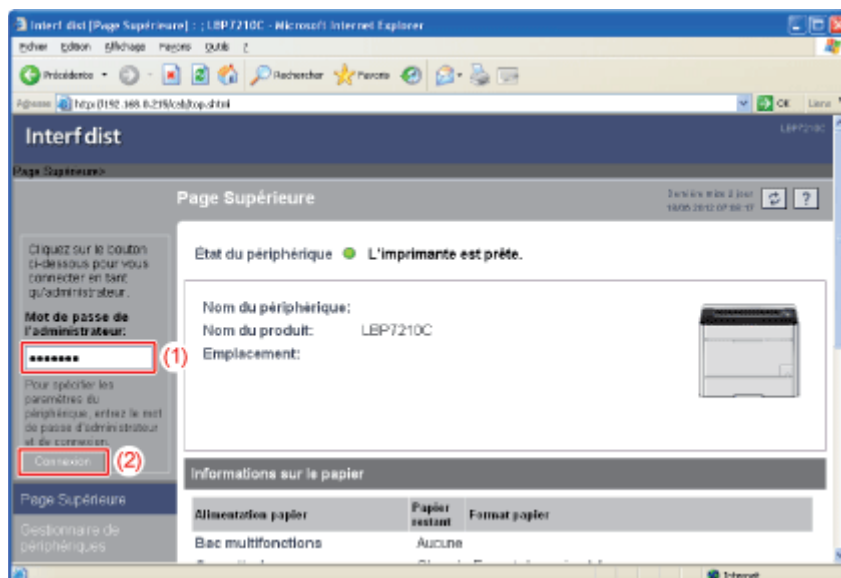 Interf dist [Page Supérieure] : ; LBP7210C - Microsoft Internet Explorer
Fichier Edition Affichage Favoris Outils ?
Précédente Rechercher Favoris
Adresse OK Liens
Interf dist
LBP7210C
Page Supérieure>
Page Supérieure
Dernière mise à jour
Cliquez sur le bouton
ci-dessous pour vous
connecter en tant
qu'administrateur.
Mot de passe de
l'administrateur:
•••••••
(1)
Pour spécifier les
paramètres du
périphérique, entrez le mot
de passe d'administrateur
et de connexion.
Connexion
(2)
Page Supérieure
Gestionnaire de
périphériques
État du périphérique L'imprimante est prête.
Nom du périphérique:
Nom du produit: LBP7210C
Emplacement:
Informations sur le papier
Alimentation papier Papier restant Format papier
Bac multifonctions Aucune
Internet